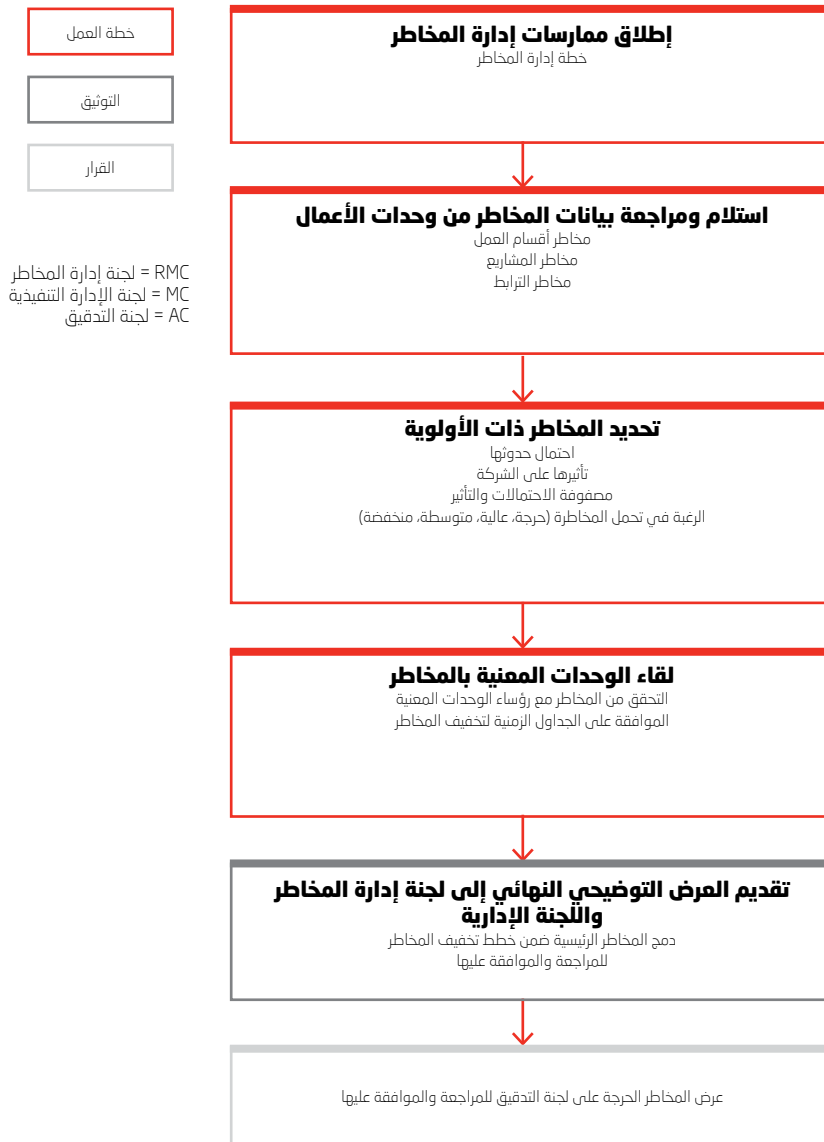 خطة العمل
التوثيق
القرار
RMC = لجنة إدارة المخاطر
MC = لجنة الإدارة التنفيذية
AC = لجنة التدقيق
إطلاق ممارسات إدارة المخاطر
خطة إدارة المخاطر
استلام ومراجعة بيانات المخاطر من وحدات الأعمال
مخاطر أقسام العمل
مخاطر المشاريع
مخاطر الترابط
تحديد المخاطر ذات الأولوية
احتمال حدوثها
تأثيرها على الشركة
مصفوفة الاحتمالات والتأثير
الرغبة في تحمل المخاطرة (حرجة، عالية، متوسطة، منخفضة)
لقاء الوحدات المعنية بالمخاطر
التحقق من المخاطر مع رؤساء الوحدات المعنية
الموافقة على الجداول الزمنية لتخفيف المخاطر
تقديم العرض التوضيحي النهائي إلى لجنة إدارة المخاطر
واللجنة الإدارية
دمج المخاطر الرئيسية ضمن خطط تخفيف المخاطر
للمراجعة والموافقة عليها
عرض المخاطر الحرجة على لجنة التدقيق للمراجعة والموافقة عليها